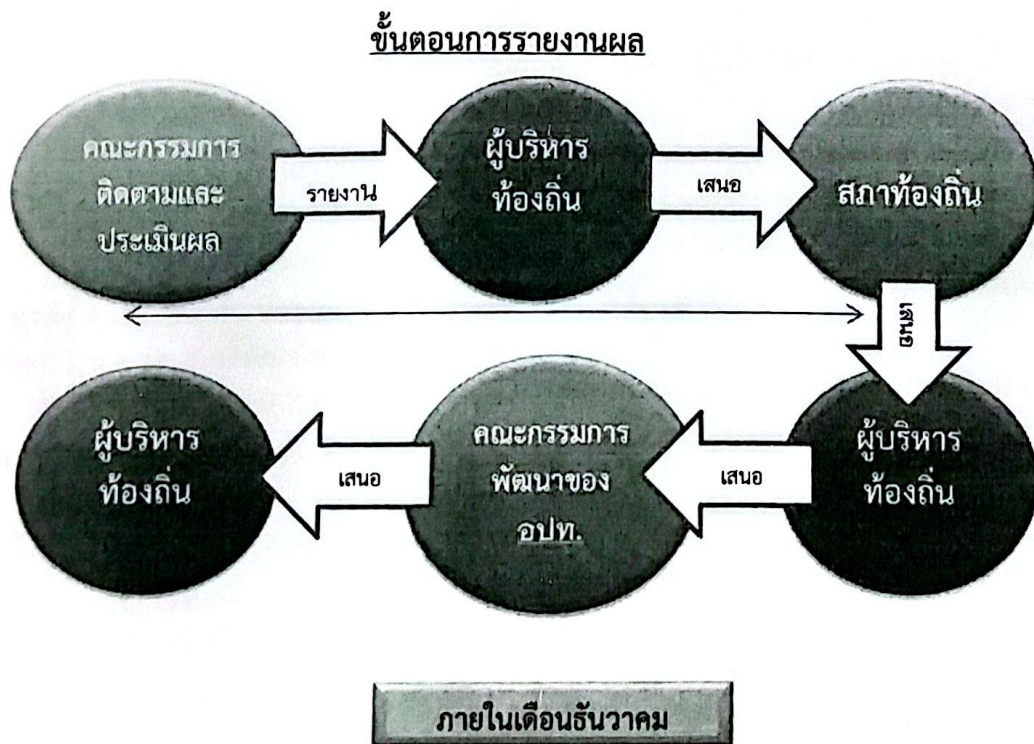 ขั้นตอนการรายงานผล
คณะกรรมการ
ติดตามและ
ประเมินผล
รายงาน
ผู้บริหาร
ท้องถิ่น
เสนอ
สภาท้องถิ่น
เสนอ
ผู้บริหาร
ท้องถิ่น
เสนอ
คณะกรรมการ
พัฒนาของ
อปท.
เสนอ
ผู้บริหาร
ท้องถิ่น
ภายในเดือนธันวาคม